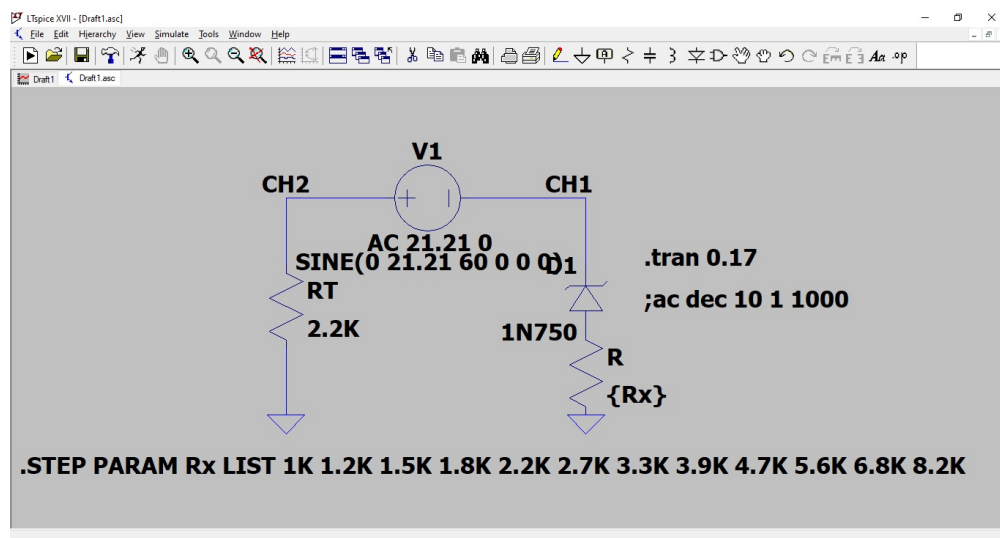 LTspice XVII - [Draft1.asc]
File Edit Hierarchy View Simulate Tools Window Help
Draft1 Draft1.asc
V1
CH2 CH1
AC 21.21 0
SINE(0 21.21 60 0 0 0) D1
.tran 0.17
RT
;ac dec 10 1 1000
2.2K
1N750
R
{Rx}
.STEP PARAM Rx LIST 1K 1.2K 1.5K 1.8K 2.2K 2.7K 3.3K 3.9K 4.7K 5.6K 6.8K 8.2K